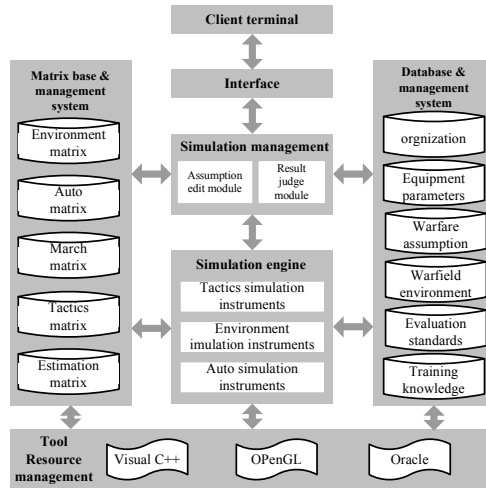 Client terminal
Interface
Matrix base &
management
system
Environment
matrix
Auto
matrix
March
matrix
Tactics
matrix
Estimation
matrix
Simulation management
Assumption
edit module
Result
judge module
Simulation engine
Tactics simulation
instruments
Environment
imulation instruments
Auto simulation
instruments
Database &
management
system
orgnization
Equipment
parameters
Warfare
assumption
Warfield
environment
Evaluation
standards
Training
knowledge
Tool
Resource
management
Visual C++
OPenGL
Oracle